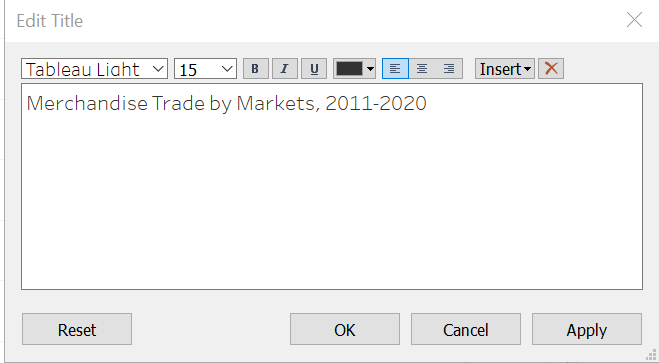 Edit Title
Tableau Light 15 B I U Insert
Merchandise Trade by Markets, 2011-2020
Reset OK Cancel Apply